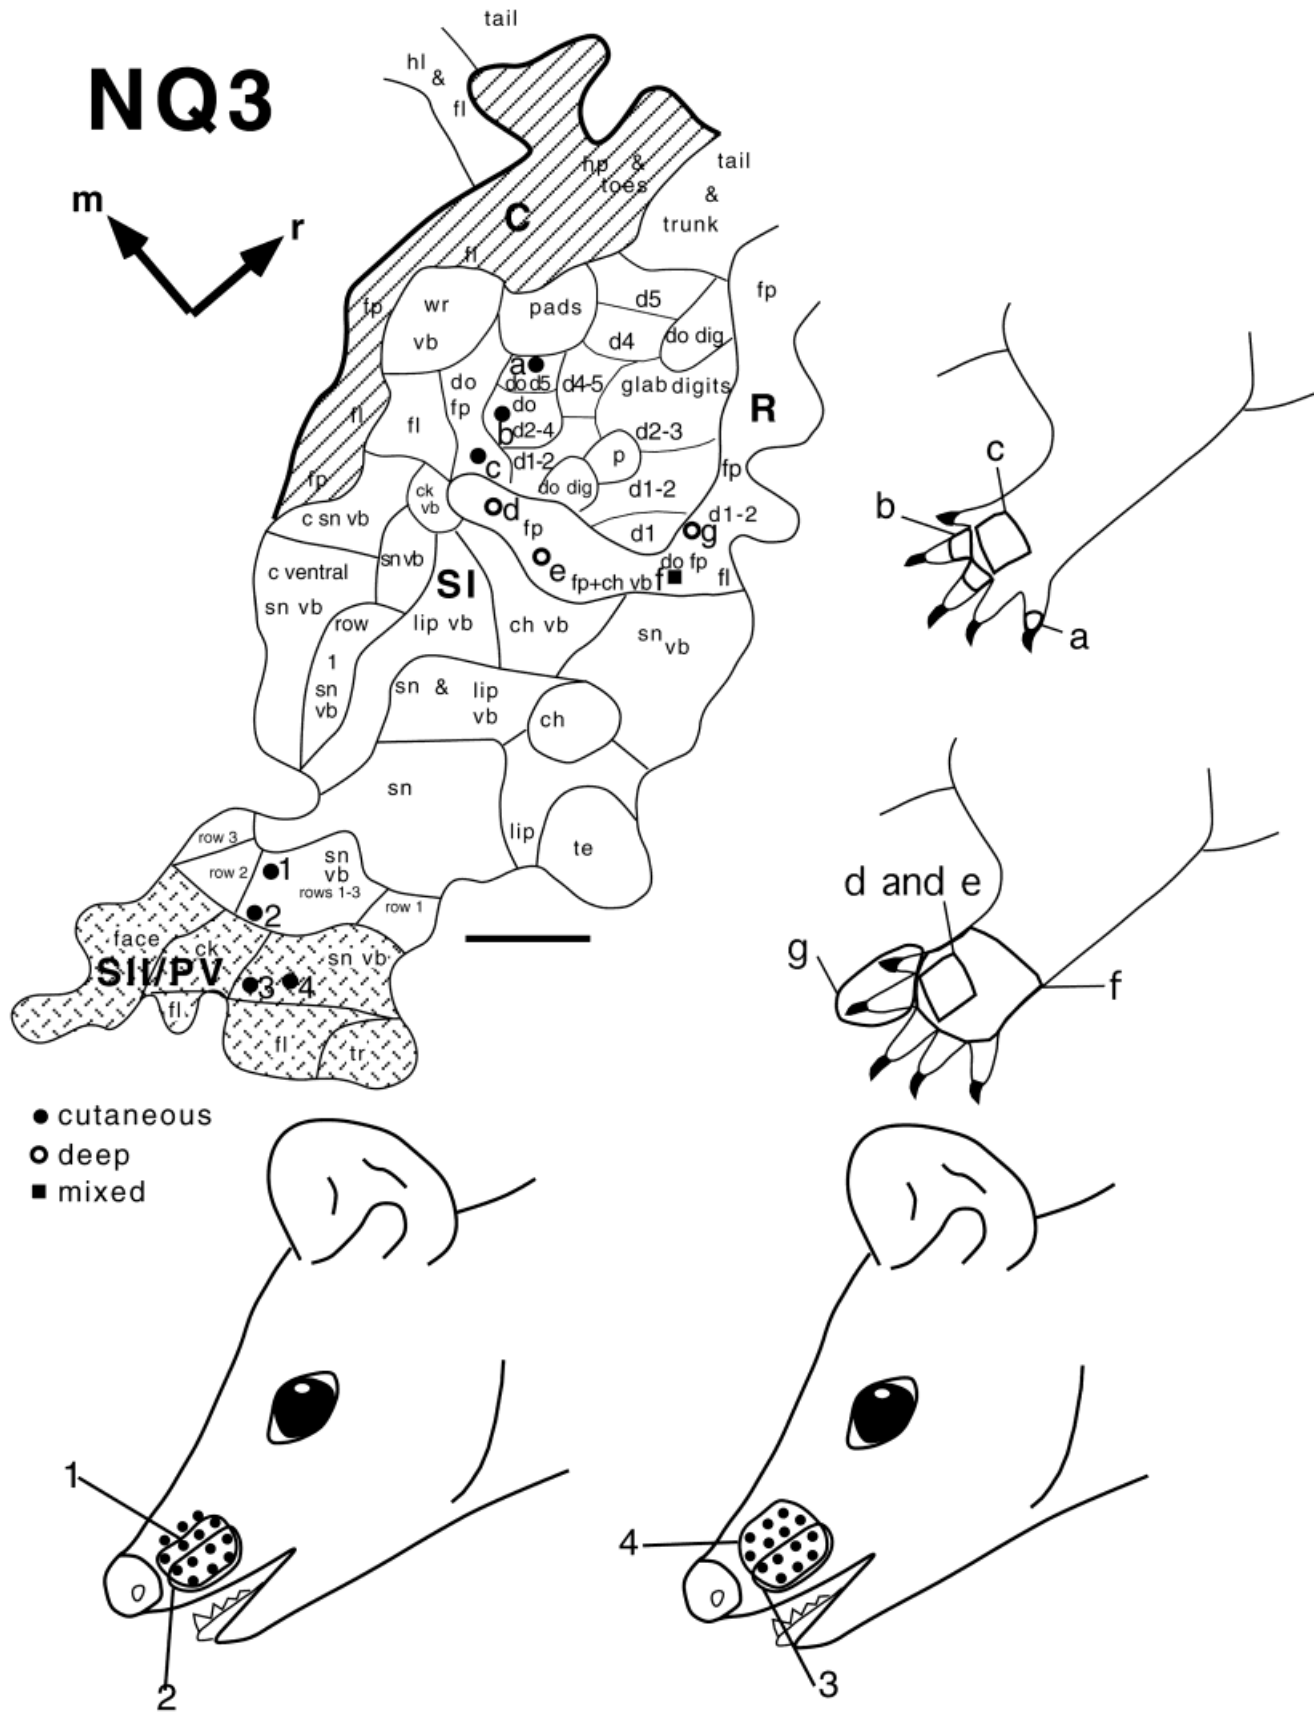 tail
hl
&
fl
NQ3
hp &
toes
tail
&
trunk
m
r
C
fl
fp
wr
vb
pads
d5
do dig
d4
fp
a
do d5
d4-5
glab digits
do
fp
do
b
d2-4
R
fl
fl
d2-3
c
d1-2
p
fp
fp
ck
vb
do dig
d1-2
c sn vb
d
fp
d1
g
d1-2
c ventral
sn vb
sn vb
SI
e
fp+ch vb
f
do fp
fl
row
1
sn
vb
lip vb
ch vb
sn
vb
sn & lip
vb
ch
sn
lip
te
row 3
row 2
1
sn
vb
rows 1-3
row 1
2
face
ck
sn vb
SII/PV
3
4
fl
fl
tr
c
b
a
d and e
g
f
cutaneous
deep
mixed
1
2
4
3